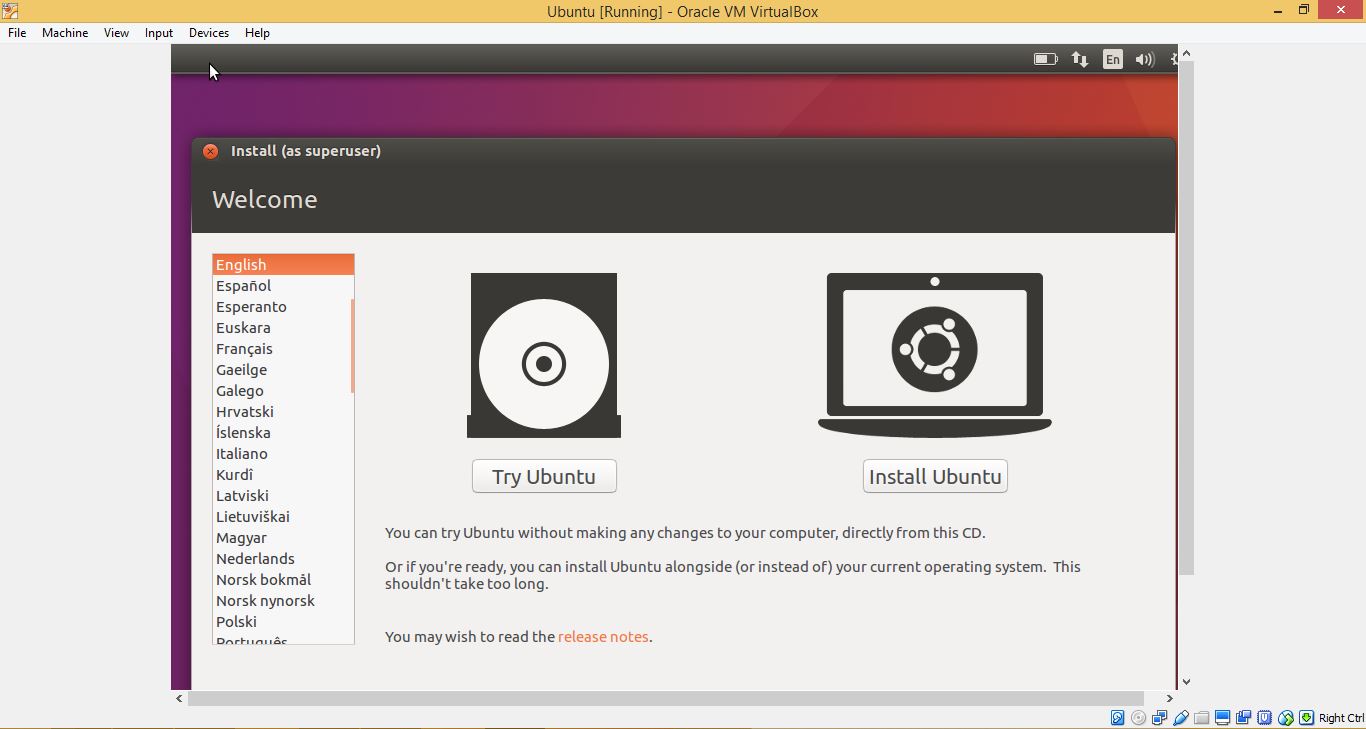 Ubuntu [Running] - Oracle VM VirtualBox
File Machine View Input Devices Help
En
Install (as superuser)
Welcome
English
Español
Esperanto
Euskara
Français
Gaeilge
Galego
Hrvatski
Íslenska
Italiano
Kurdî
Latviski
Lietuviškai
Magyar
Nederlands
Norsk bokmål
Norsk nynorsk
Polski
Português
Try Ubuntu
Install Ubuntu
You can try Ubuntu without making any changes to your computer, directly from this CD.
Or if you're ready, you can install Ubuntu alongside (or instead of) your current operating system. This
shouldn't take too long.
You may wish to read the release notes.
Right Ctrl